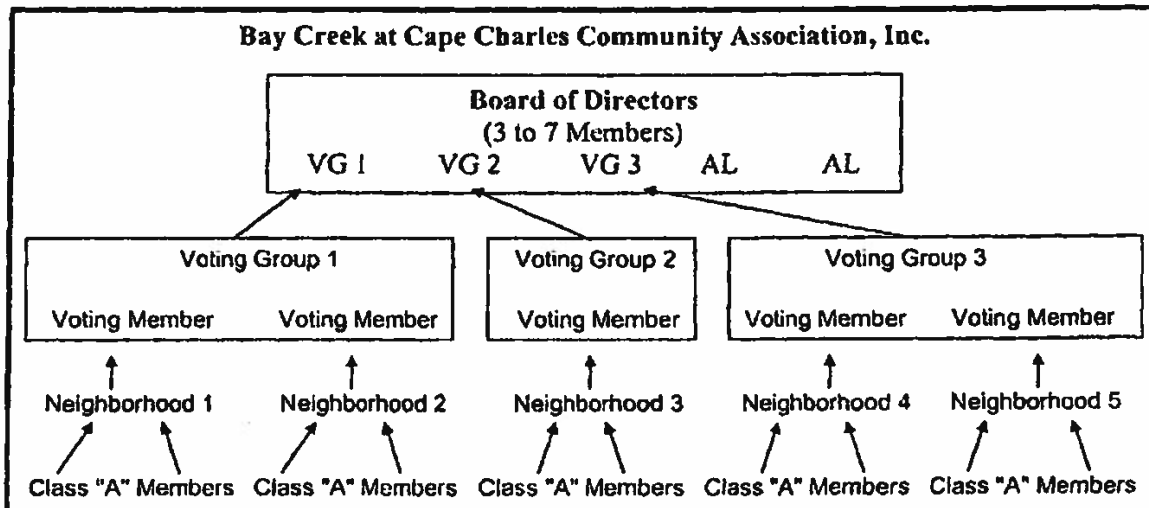 Bay Creek at Cape Charles Community Association, Inc.
Board of Directors
(3 to 7 Members)
VG 1 VG 2 VG 3 AL AL
Voting Group 1 Voting Group 2 Voting Group 3
Voting Member Voting Member Voting Member Voting Member Voting Member
Neighborhood 1 Neighborhood 2 Neighborhood 3 Neighborhood 4 Neighborhood 5
Class "A" Members Class "A" Members Class "A" Members Class "A" Members Class "A" Members